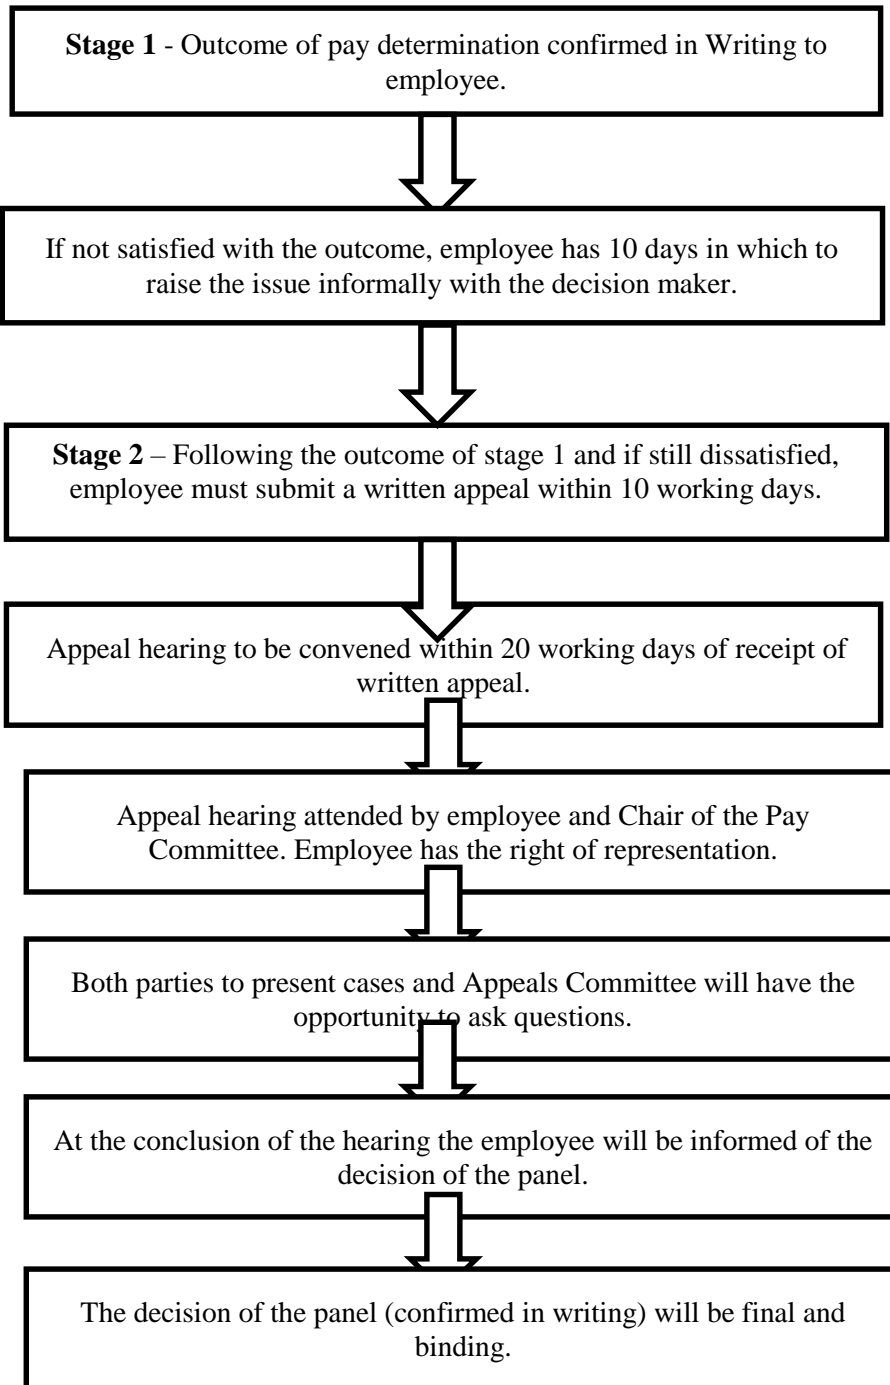 Stage 1 - Outcome of pay determination confirmed in Writing to
employee.
If not satisfied with the outcome, employee has 10 days in which to
raise the issue informally with the decision maker.
Stage 2 – Following the outcome of stage 1 and if still dissatisfied,
employee must submit a written appeal within 10 working days.
Appeal hearing to be convened within 20 working days of receipt of
written appeal.
Appeal hearing attended by employee and Chair of the Pay
Committee. Employee has the right of representation.
Both parties to present cases and Appeals Committee will have the
opportunity to ask questions.
At the conclusion of the hearing the employee will be informed of the
decision of the panel.
The decision of the panel (confirmed in writing) will be final and
binding.